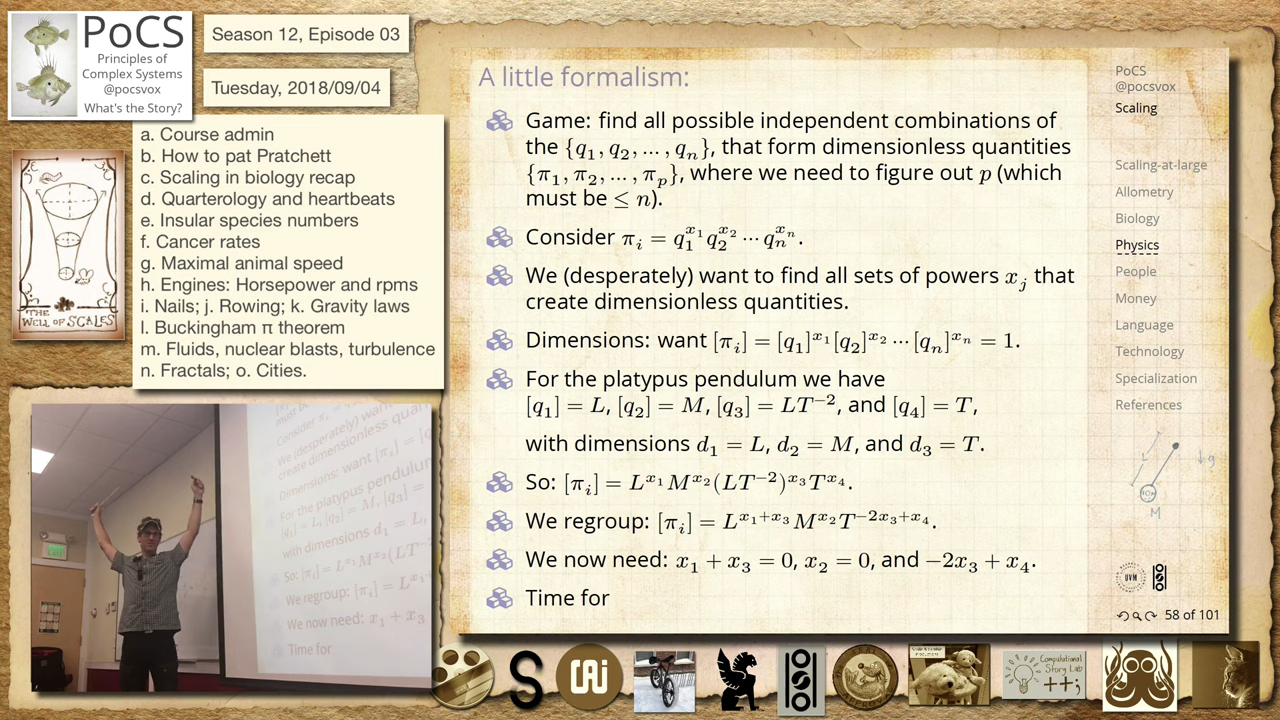 PoCS
Principles of
Complex Systems
@pocsvox
What's the Story?
Season 12, Episode 03
Tuesday, 2018/09/04
a. Course admin
b. How to pat Pratchett
c. Scaling in biology recap
d. Quarterology and heartbeats
e. Insular species numbers
f. Cancer rates
g. Maximal animal speed
h. Engines: Horsepower and rpms
i. Nails; j. Rowing; k. Gravity laws
l. Buckingham π theorem
m. Fluids, nuclear blasts, turbulence
n. Fractals; o. Cities.
THE
WELL OF SCALES
A little formalism:
Game: find all possible independent combinations of
the {q₁, q₂, …, qₙ}, that form dimensionless quantities
{π₁, π₂, …, πₚ}, where we need to figure out p (which
must be ≤ n).
Consider πᵢ = q₁^{x₁} q₂^{x₂} ⋯ qₙ^{xₙ}.
We (desperately) want to find all sets of powers xⱼ that
create dimensionless quantities.
Dimensions: want [πᵢ] = [q₁]^{x₁}[q₂]^{x₂} ⋯ [qₙ]^{xₙ} = 1.
For the platypus pendulum we have
[q₁] = L, [q₂] = M, [q₃] = LT⁻², and [q₄] = T,
with dimensions d₁ = L, d₂ = M, and d₃ = T.
So: [πᵢ] = L^{x₁}M^{x₂}(LT⁻²)^{x₃}T^{x₄}.
We regroup: [πᵢ] = L^{x₁+x₃}M^{x₂}T^{−2x₃+x₄}.
We now need: x₁ + x₃ = 0, x₂ = 0, and −2x₃ + x₄.
Time for
PoCS
@pocsvox
Scaling
Scaling-at-large
Allometry
Biology
Physics
People
Money
Language
Technology
Specialization
References
g
M
UVM
58 of 101
Consider
We (desperately) want
create dimensionless
Dimensions: want [πᵢ]
For the platypus pendulum
[q₁] = L, [q₂] = M, [q₃] =
with dimensions d₁ = L,
So: [πᵢ] = L^{x₁}M^{x₂}(LT
We regroup: [πᵢ] = L
We now need: x₁ + x₃
Time for
Computational
Story Lab
++;